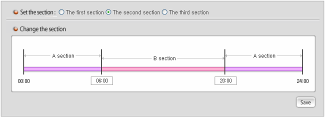 Set the section : The first section The second section The third section
Change the section
A section B section A section
00:00 08:00 20:00 24:00
Save